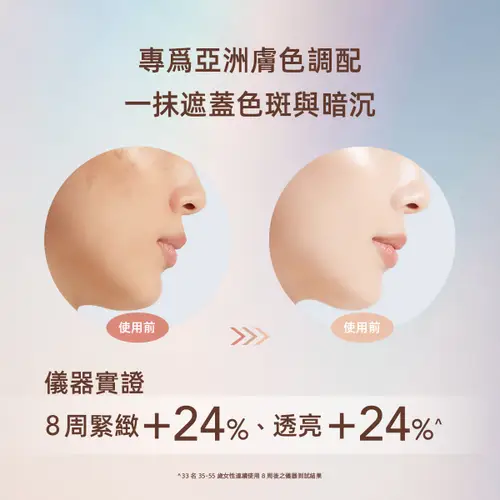 專爲亞洲膚色調配
一抹遮蓋色斑與暗沉
使用前
使用前
儀器實證
8周緊緻+24%、透亮+24%^
^33 名 35-55 歲女性連續使用 8 周後之儀器測試結果